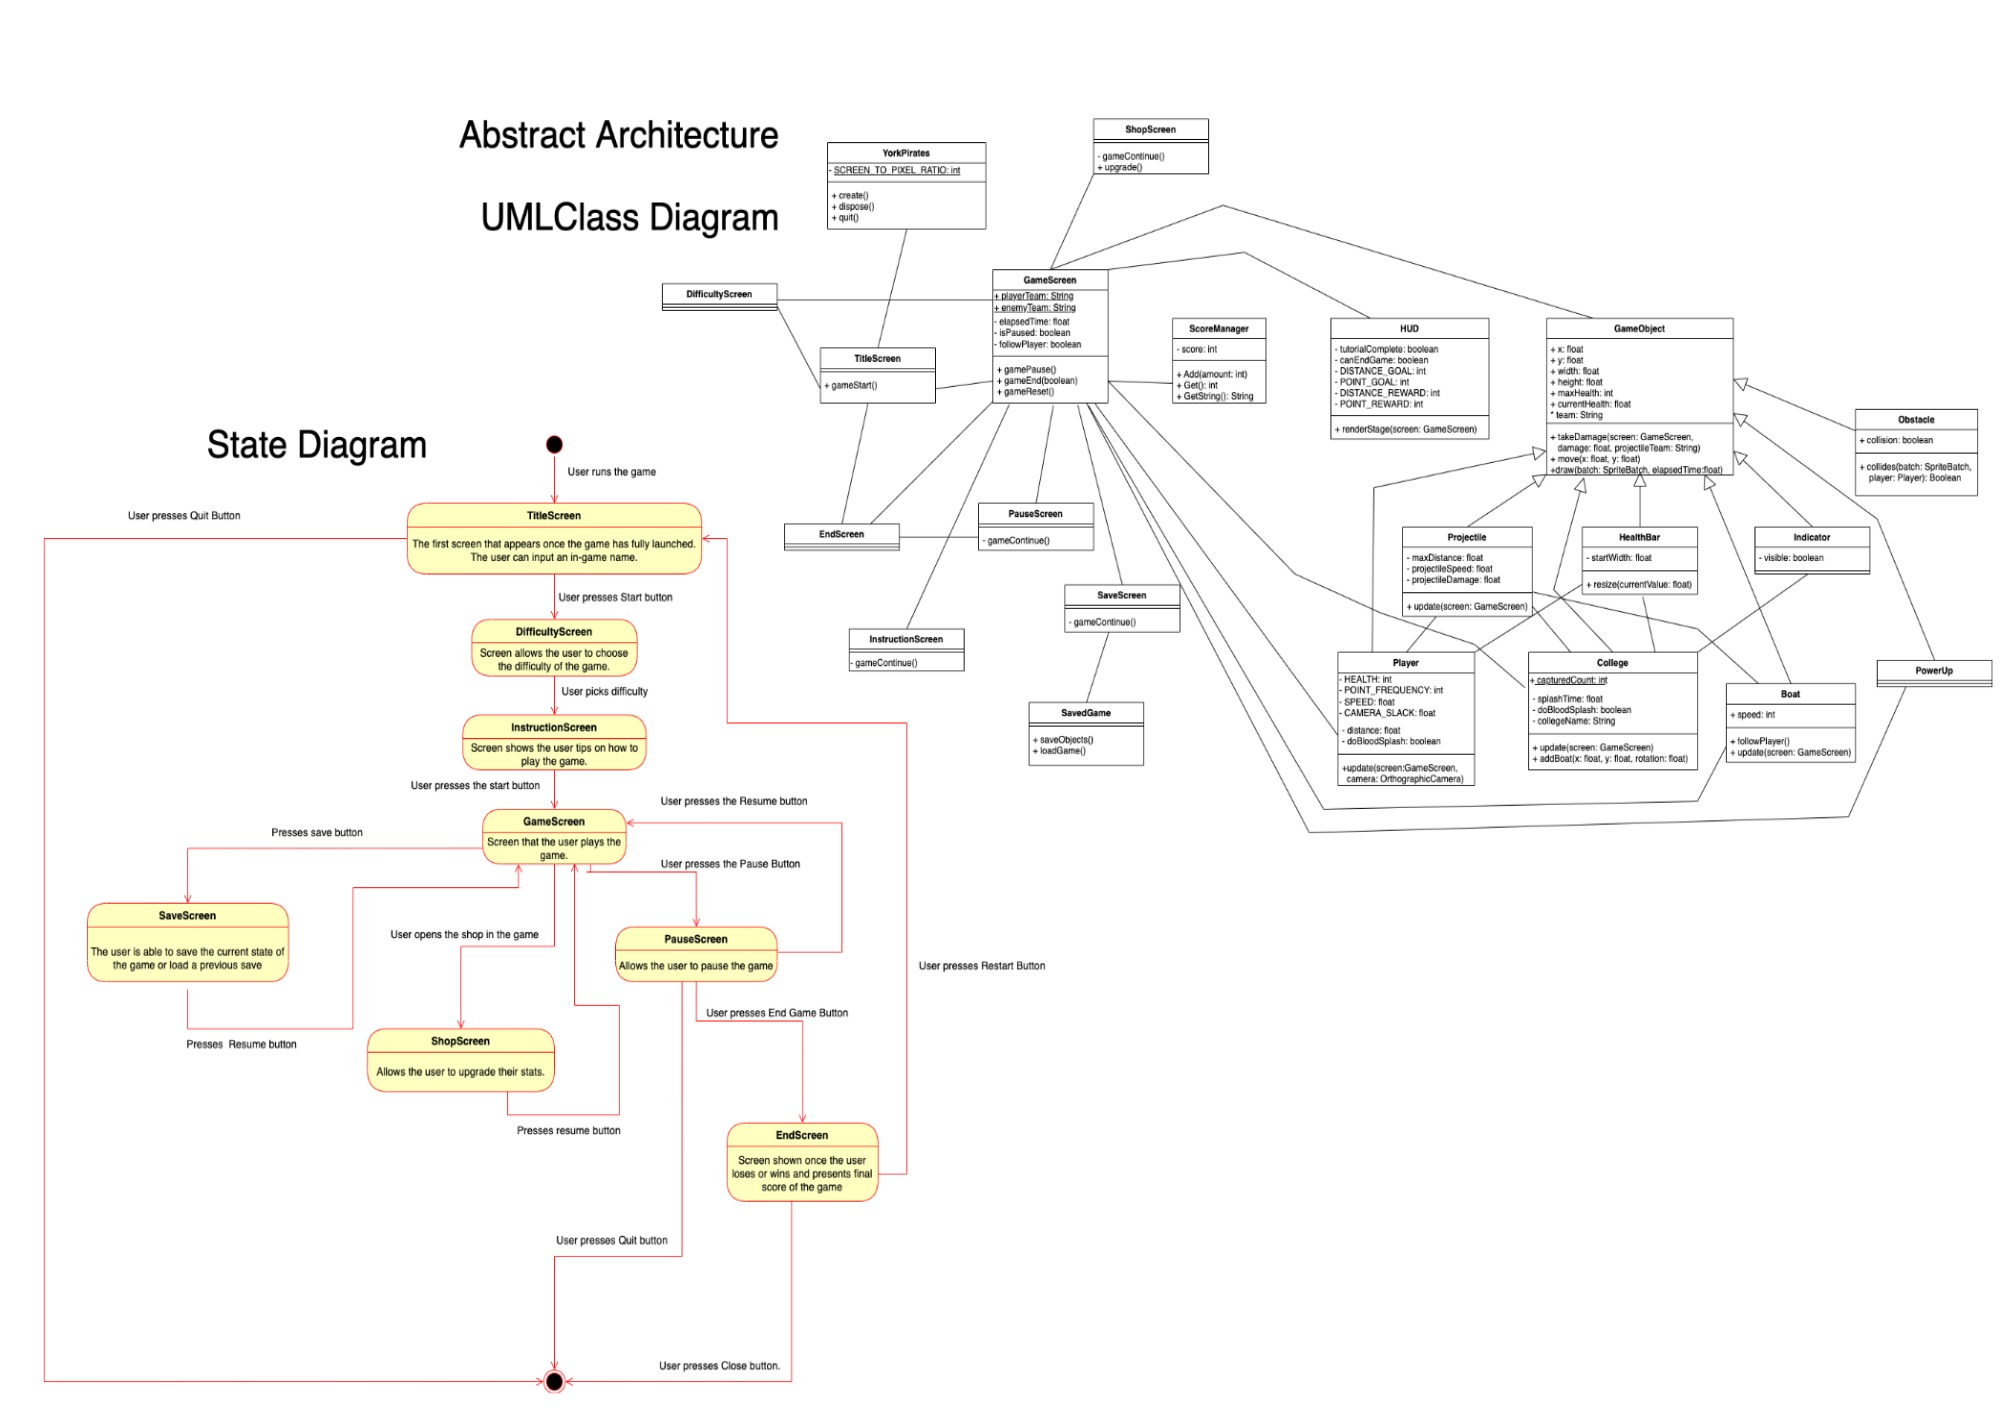 Abstract Architecture
UMLClass Diagram
YorkPirates
- SCREEN_TO_PIXEL_RATIO: int
+ create()
+ dispose()
+ quit()
ShopScreen
- gameContinue()
+ upgrade()
DifficultyScreen
TitleScreen
+ gameStart()
GameScreen
+ playerTeam: String
+ enemyTeam: String
- elapsedTime: float
- isPaused: boolean
- followPlayer: boolean
+ gamePause()
+ gameEnd(boolean)
+ gameReset()
ScoreManager
- score: int
+ Add(amount: int)
+ Get(): int
+ GetString(): String
HUD
- tutorialComplete: boolean
- canEndGame: boolean
- DISTANCE_GOAL: int
- POINT_GOAL: int
- DISTANCE_REWARD: int
- POINT_REWARD: int
+ renderStage(screen: GameScreen)
GameObject
+ x: float
+ y: float
+ width: float
+ height: float
+ maxHealth: int
+ currentHealth: float
* team: String
+ takeDamage(screen: GameScreen,
damage: float, projectileTeam: String)
+ move(x: float, y: float)
+draw(batch: SpriteBatch, elapsedTime:float)
Obstacle
+ collision: boolean
+ collides(batch: SpriteBatch,
player: Player): Boolean
EndScreen
PauseScreen
- gameContinue()
Projectile
- maxDistance: float
- projectileSpeed: float
- projectileDamage: float
+ update(screen: GameScreen)
HealthBar
- startWidth: float
+ resize(currentValue: float)
Indicator
- visible: boolean
SaveScreen
- gameContinue()
InstructionScreen
- gameContinue()
SavedGame
+ saveObjects()
+ loadGame()
Player
- HEALTH: int
- POINT_FREQUENCY: int
- SPEED: float
- CAMERA_SLACK: float
- distance: float
- doBloodSplash: boolean
+update(screen:GameScreen,
camera: OrthographicCamera)
College
+ capturedCount: int
- splashTime: float
- doBloodSplash: boolean
- collegeName: String
+ update(screen: GameScreen)
+ addBoat(x: float, y: float, rotation: float)
Boat
+ speed: int
+ followPlayer()
+ update(screen: GameScreen)
PowerUp
State Diagram
User runs the game
User presses Quit Button
TitleScreen
The first screen that appears once the game has fully launched.
The user can input an in-game name.
User presses Start button
DifficultyScreen
Screen allows the user to choose
the difficulty of the game.
User picks difficulty
InstructionScreen
Screen shows the user tips on how to
play the game.
User presses the start button
User presses the Resume button
GameScreen
Screen that the user plays the
game.
Presses save button
User presses the Pause Button
SaveScreen
The user is able to save the current state of
the game or load a previous save
User opens the shop in the game
PauseScreen
Allows the user to pause the game
User presses Restart Button
User presses End Game Button
Presses  Resume button
ShopScreen
Allows the user to upgrade their stats.
Presses resume button
EndScreen
Screen shown once the user
loses or wins and presents final
score of the game
User presses Quit button
User presses Close button.